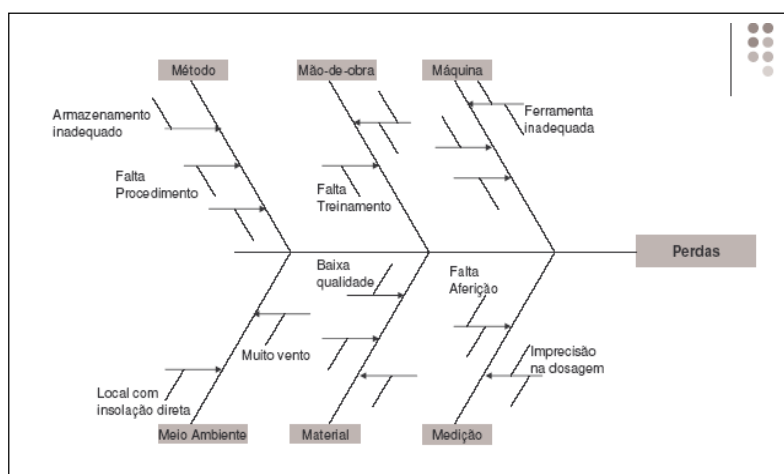 Método
Mão-de-obra
Máquina
Armazenamento
inadequado
Ferramenta
inadequada
Falta
Procedimento
Falta
Treinamento
Perdas
Baixa
qualidade
Falta
Aferição
Muito vento
Imprecisão
na dosagem
Local com
insolação direta
Meio Ambiente
Material
Medição